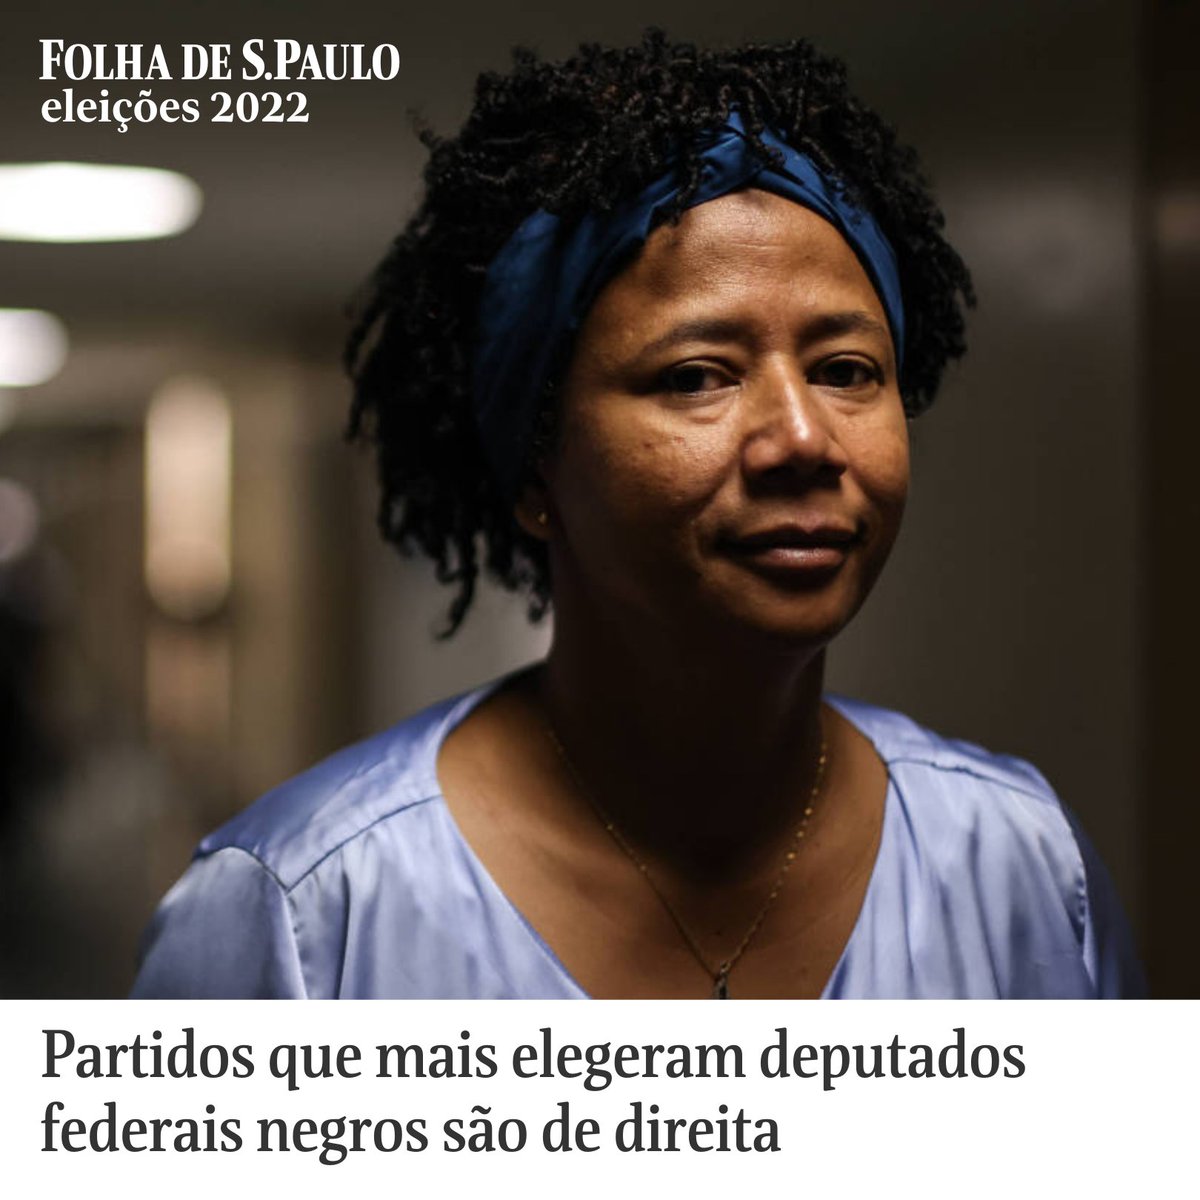 FOLHA DE S.PAULO
eleições 2022
Partidos que mais elegeram deputados
federais negros são de direita